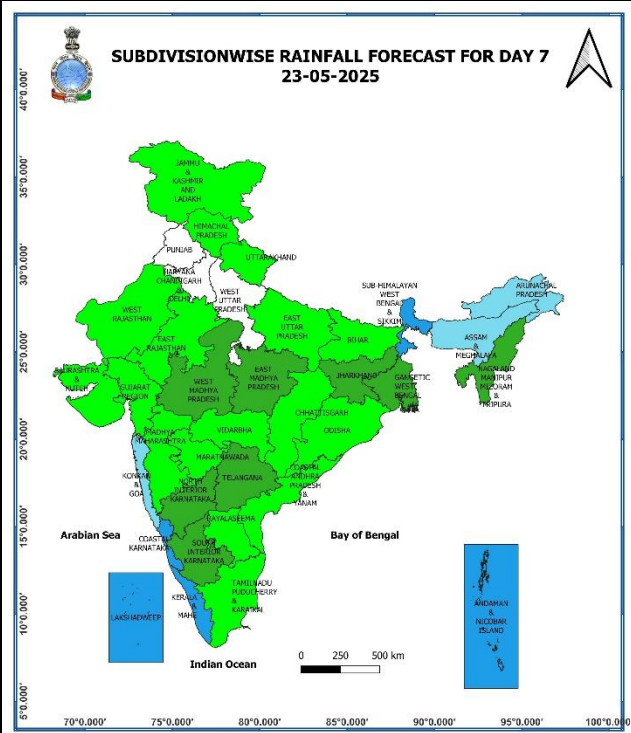 SUBDIVISIONWISE RAINFALL FORECAST FOR DAY 7
23-05-2025
40°0.000'
35°0.000'
30°0.000'
25°0.000'
20°0.000'
15°0.000'
10°0.000'
5°0.000'
JAMMU
&
KASHMIR
AND
LADAKH
HIMACHAL
PRADESH
PUNJAB
UTTARAKHAND
HARYANA
CHANDIGARH
&
DELHI
WEST
UTTAR
PRADESH
SUB-HIMALAYAN
WEST
BENGAL
&
SIKKIM
ARUNACHAL
PRADESH
WEST
RAJASTHAN
EAST
RAJASTHAN
EAST
UTTAR
PRADESH
BIHAR
ASSAM
&
MEGHALAYA
NAGALAND
MANIPUR
MIZORAM
&
TRIPURA
SAURASHTRA
&
KUTCH
GUJARAT
REGION
WEST
MADHYA
PRADESH
EAST
MADHYA
PRADESH
JHARKHAND
GANGETIC
WEST
BENGAL
CHHATTISGARH
ODISHA
MADHYA
MAHARASHTRA
VIDARBHA
MARATHAWADA
KONKAN
&
GOA
NORTH
INTERIOR
KARNATAKA
TELANGANA
COASTAL
ANDHRA
PRADESH
&
YANAM
RAYALASEEMA
Arabian Sea
Bay of Bengal
COASTAL
KARNATAKA
SOUTH
INTERIOR
KARNATAKA
TAMILNADU
PUDUCHERRY
&
KARAIKAL
KERALA
&
MAHE
LAKSHADWEEP
ANDAMAN
&
NICOBAR
ISLAND
Indian Ocean
0 250 500 km
70°0.000' 75°0.000' 80°0.000' 85°0.000' 90°0.000' 95°0.000' 100°0.000'